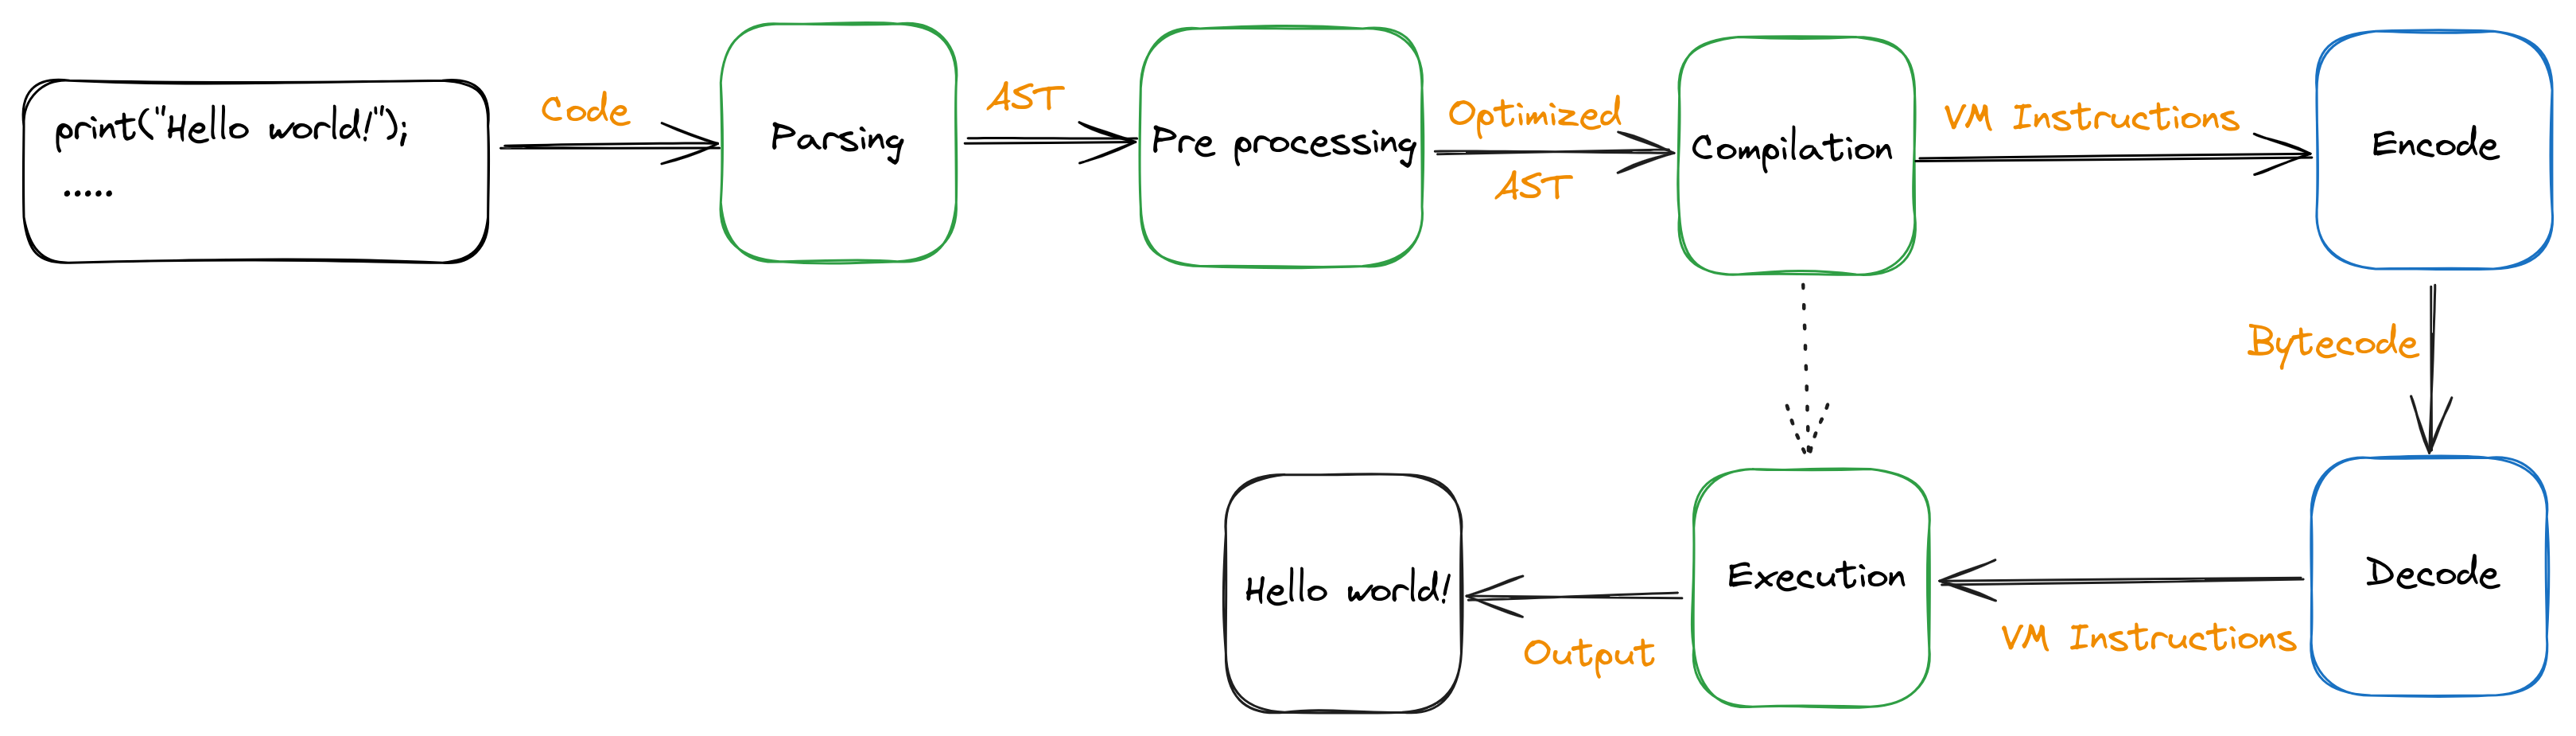 print("Hello world!");
.....
Code
Parsing
AST
Pre processing
Optimized
AST
Compilation
VM Instructions
Encode
Bytecode
Decode
VM Instructions
Execution
Output
Hello world!